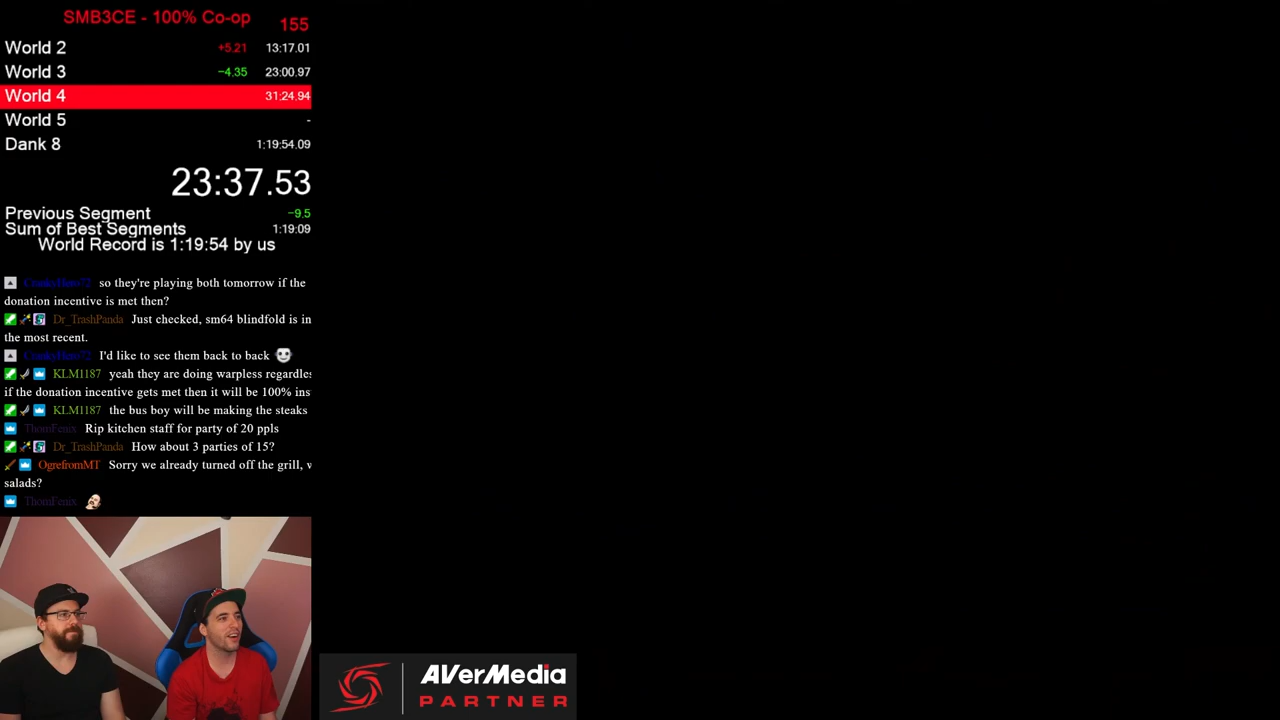 SMB3CE - 100% Co-op
155
World 2 +5.21 13:17.01
World 3 −4.35 23:00.97
World 4 31:24.94
World 5 -
Dank 8 1:19:54.09
23:37.53
Previous Segment −9.5
Sum of Best Segments 1:19:09
World Record is 1:19:54 by us
CrankyHero72 so they're playing both tomorrow if the
donation incentive is met then?
Dr_TrashPanda Just checked, sm64 blindfold is in
the most recent.
CrankyHero72 I'd like to see them back to back
KLM1187 yeah they are doing warpless regardles
if the donation incentive gets met then it will be 100% ins
KLM1187 the bus boy will be making the steaks
ThomFenix Rip kitchen staff for party of 20 ppls
Dr_TrashPanda How about 3 parties of 15?
OgrefromMT Sorry we already turned off the grill, w
salads?
ThomFenix
AVerMedia
PARTNER